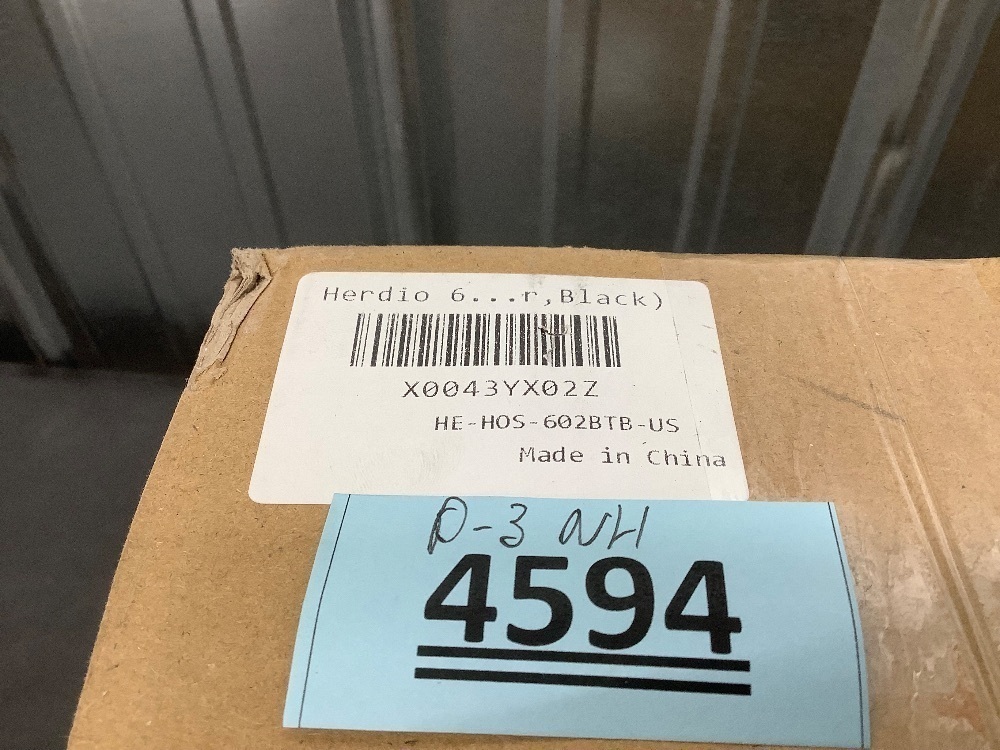 Herdio 6...r,Black)
X0043YX02Z
HE-HOS-602BTB-US
Made in China
D-3 NH
4594